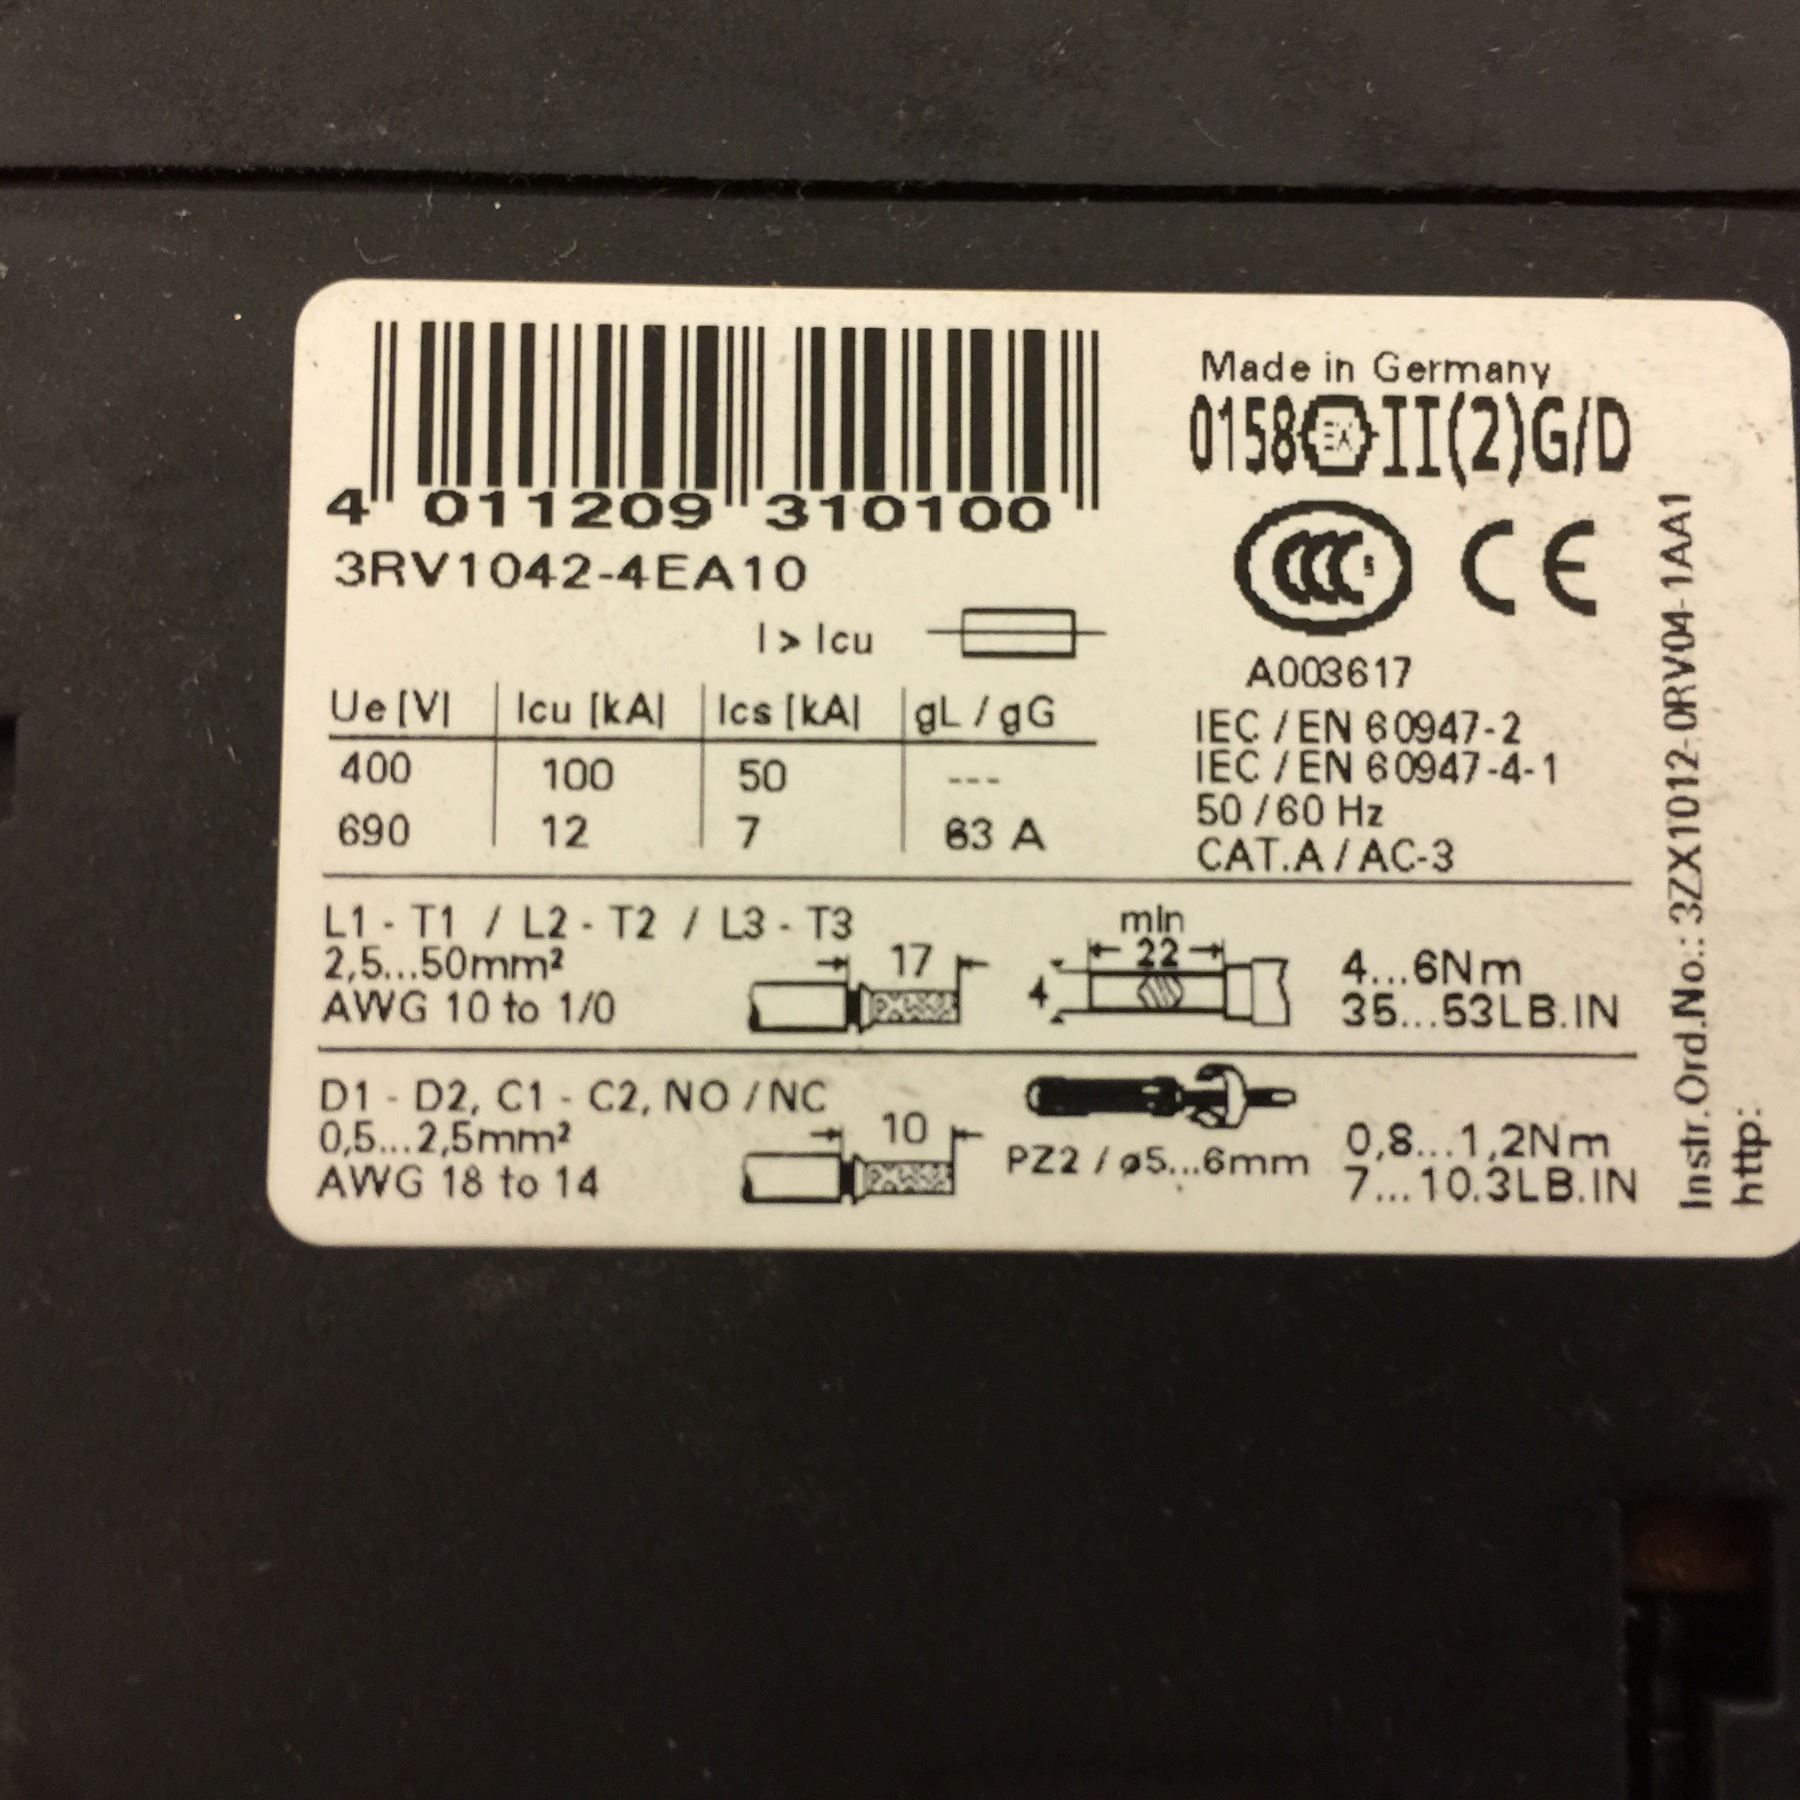 4 011209 310100
3RV1042-4EA10
I > Icu
Ue [V] Icu [kA] Ics [kA] gL / gG
400 100 50 ---
690 12 7 63 A
Made in Germany
0158 Ex II(2)G/D
CCC S CE
A003617
IEC / EN 60947-2
IEC / EN 60947-4-1
50 / 60 Hz
CAT.A / AC-3
L1 - T1 / L2 - T2 / L3 - T3
2,5...50mm²
AWG 10 to 1/0
17
min
22
4
4...6Nm
35...53LB.IN
D1 - D2, C1 - C2, NO / NC
0,5...2,5mm²
AWG 18 to 14
10
PZ2 / ø5...6mm
0,8...1,2Nm
7...10.3LB.IN
Instr.Ord.No.: 3ZX1012-0RV04-1AA1
http: